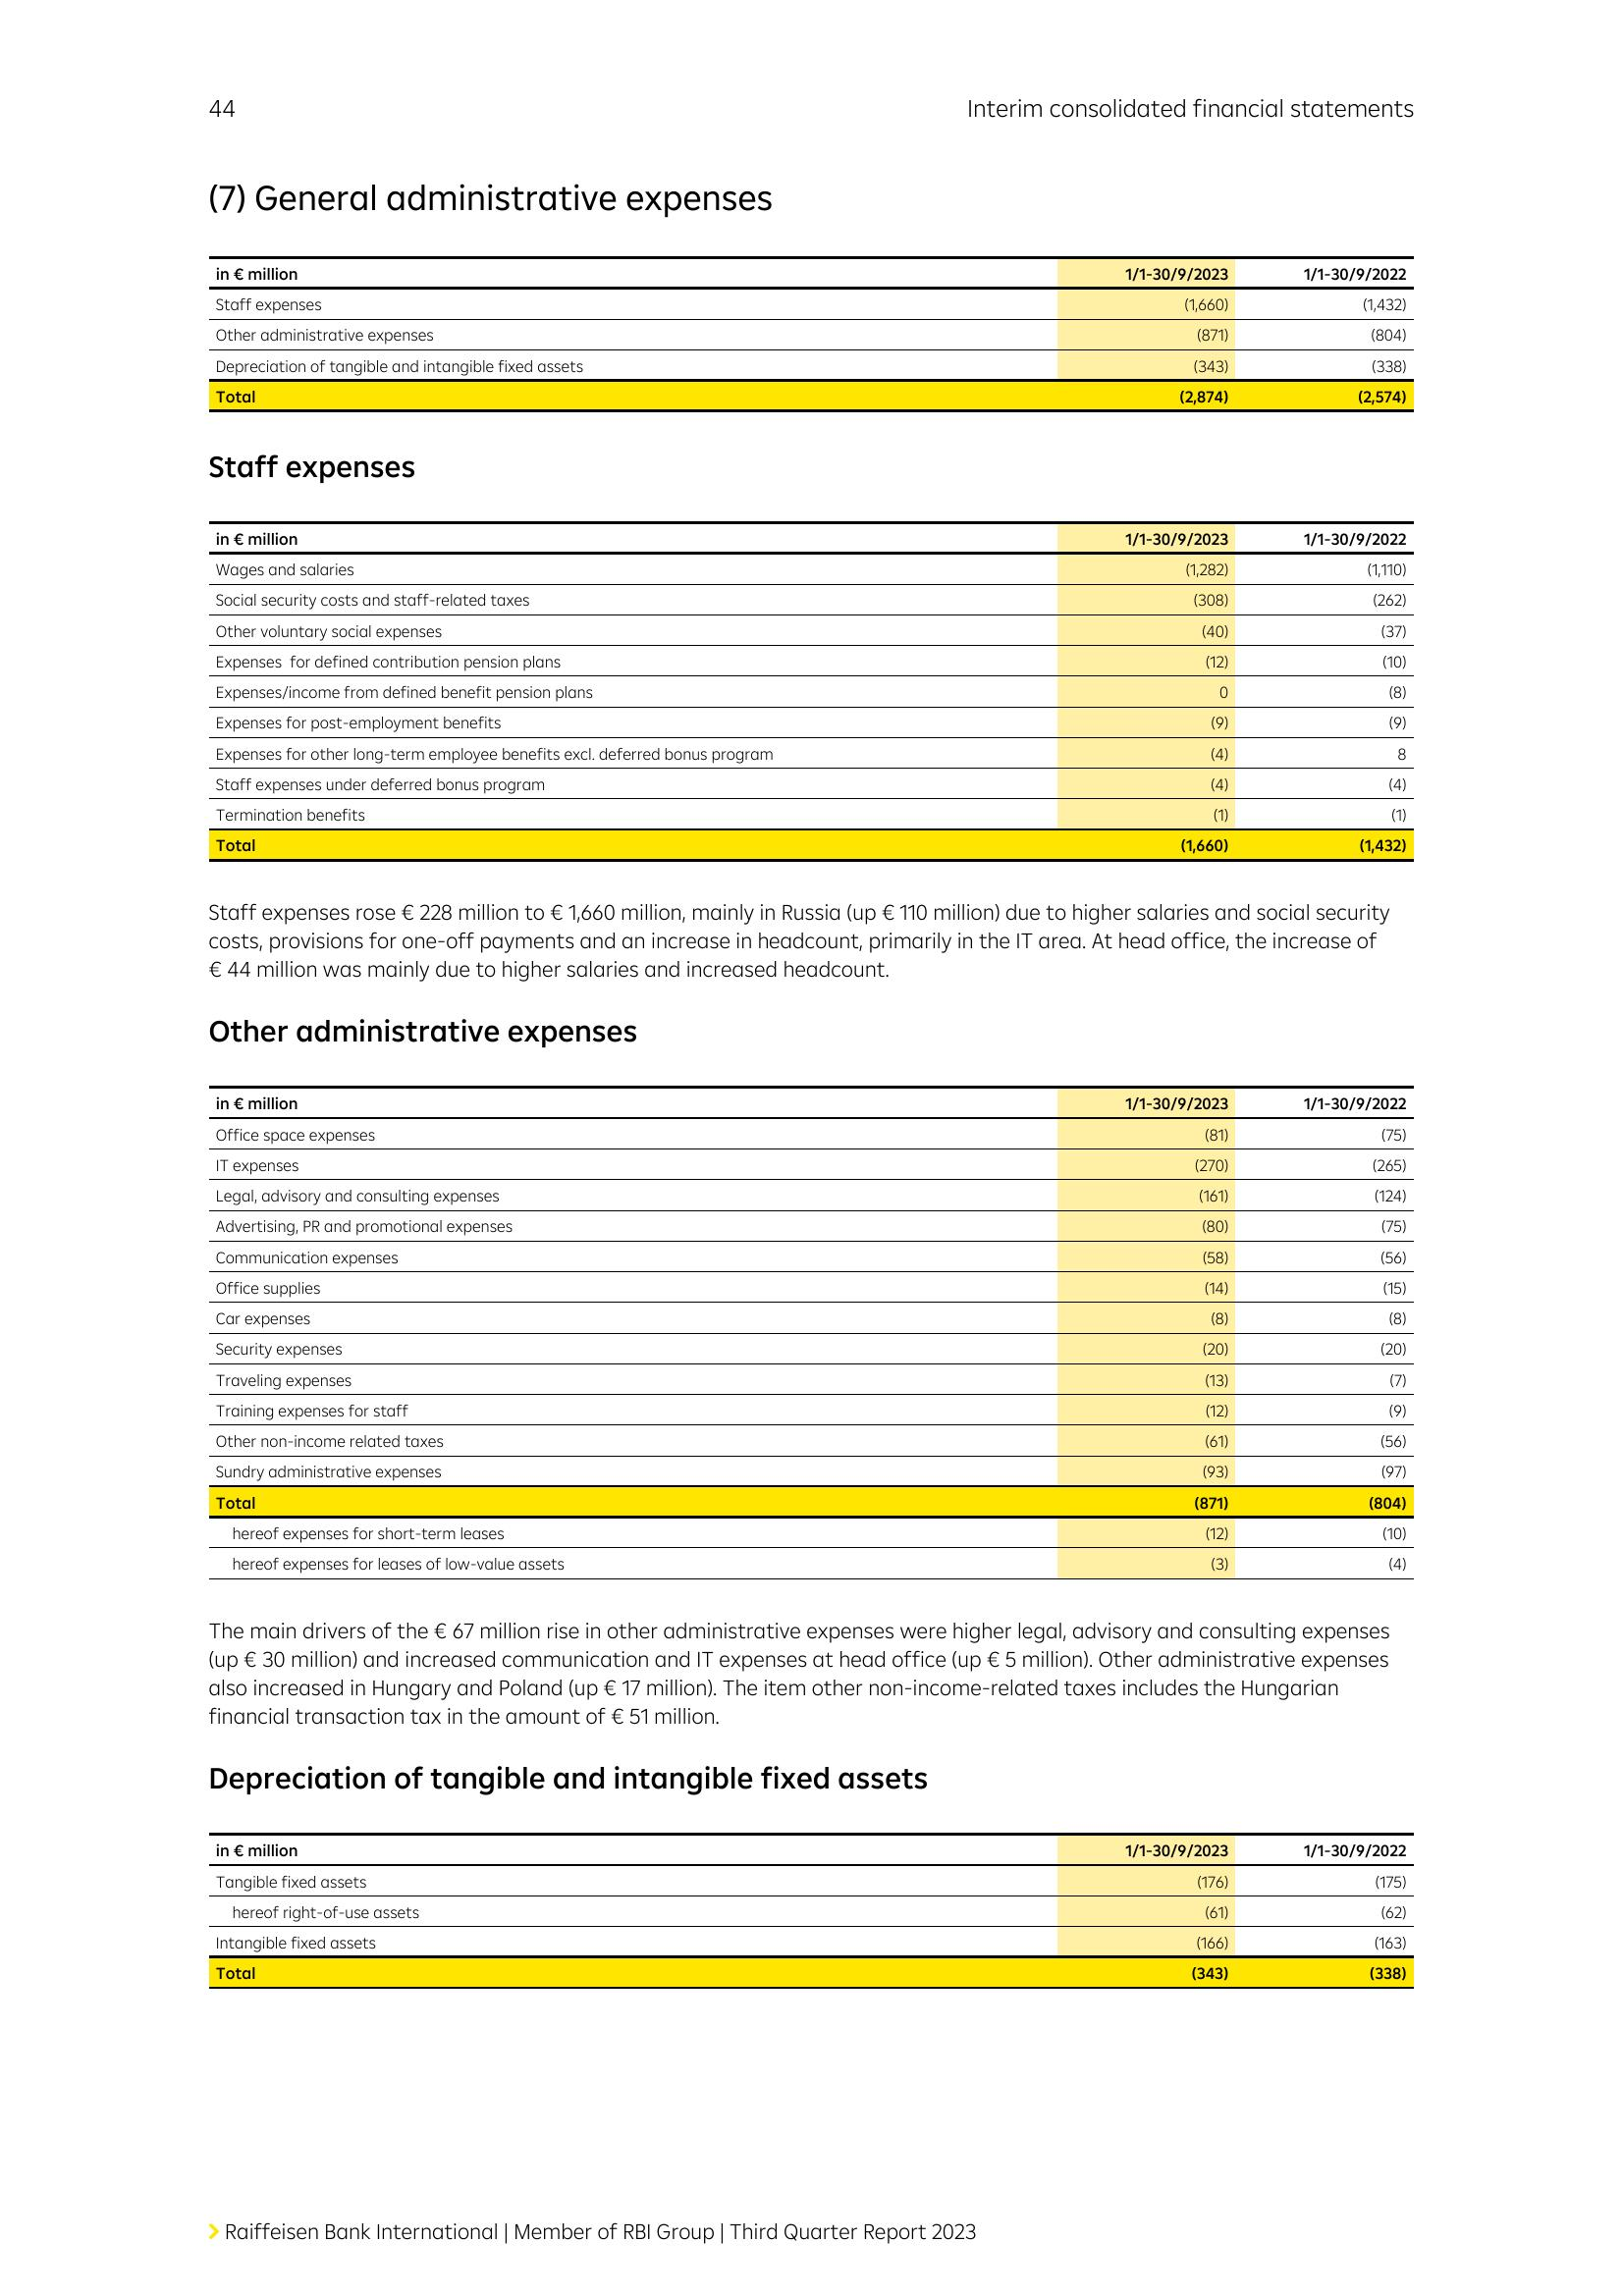 44 Interim consolidated financial statements
(7) General administrative expenses
in € million 1/1-30/9/2023 1/1-30/9/2022
Staff expenses (1,660) (1,432)
Other administrative expenses (871) (804)
Depreciation of tangible and intangible fixed assets (343) (338)
Total (2,874) (2,574)
Staff expenses
in € million 1/1-30/9/2023 1/1-30/9/2022
Wages and salaries (1,282) (1,110)
Social security costs and staff-related taxes (308) (262)
Other voluntary social expenses (40) (37)
Expenses for defined contribution pension plans (12) (10)
Expenses/income from defined benefit pension plans 0 (8)
Expenses for post-employment benefits (9) (9)
Expenses for other long-term employee benefits excl. deferred bonus program (4) 8
Staff expenses under deferred bonus program (4) (4)
Termination benefits (1) (1)
Total (1,660) (1,432)
Staff expenses rose € 228 million to € 1,660 million, mainly in Russia (up € 110 million) due to higher salaries and social security
costs, provisions for one-off payments and an increase in headcount, primarily in the IT area. At head office, the increase of
€ 44 million was mainly due to higher salaries and increased headcount.
Other administrative expenses
in € million 1/1-30/9/2023 1/1-30/9/2022
Office space expenses (81) (75)
IT expenses (270) (265)
Legal, advisory and consulting expenses (161) (124)
Advertising, PR and promotional expenses (80) (75)
Communication expenses (58) (56)
Office supplies (14) (15)
Car expenses (8) (8)
Security expenses (20) (20)
Traveling expenses (13) (7)
Training expenses for staff (12) (9)
Other non-income related taxes (61) (56)
Sundry administrative expenses (93) (97)
Total (871) (804)
hereof expenses for short-term leases (12) (10)
hereof expenses for leases of low-value assets (3) (4)
The main drivers of the € 67 million rise in other administrative expenses were higher legal, advisory and consulting expenses
(up € 30 million) and increased communication and IT expenses at head office (up € 5 million). Other administrative expenses
also increased in Hungary and Poland (up € 17 million). The item other non-income-related taxes includes the Hungarian
financial transaction tax in the amount of € 51 million.
Depreciation of tangible and intangible fixed assets
in € million 1/1-30/9/2023 1/1-30/9/2022
Tangible fixed assets (176) (175)
hereof right-of-use assets (61) (62)
Intangible fixed assets (166) (163)
Total (343) (338)
Raiffeisen Bank International | Member of RBI Group | Third Quarter Report 2023